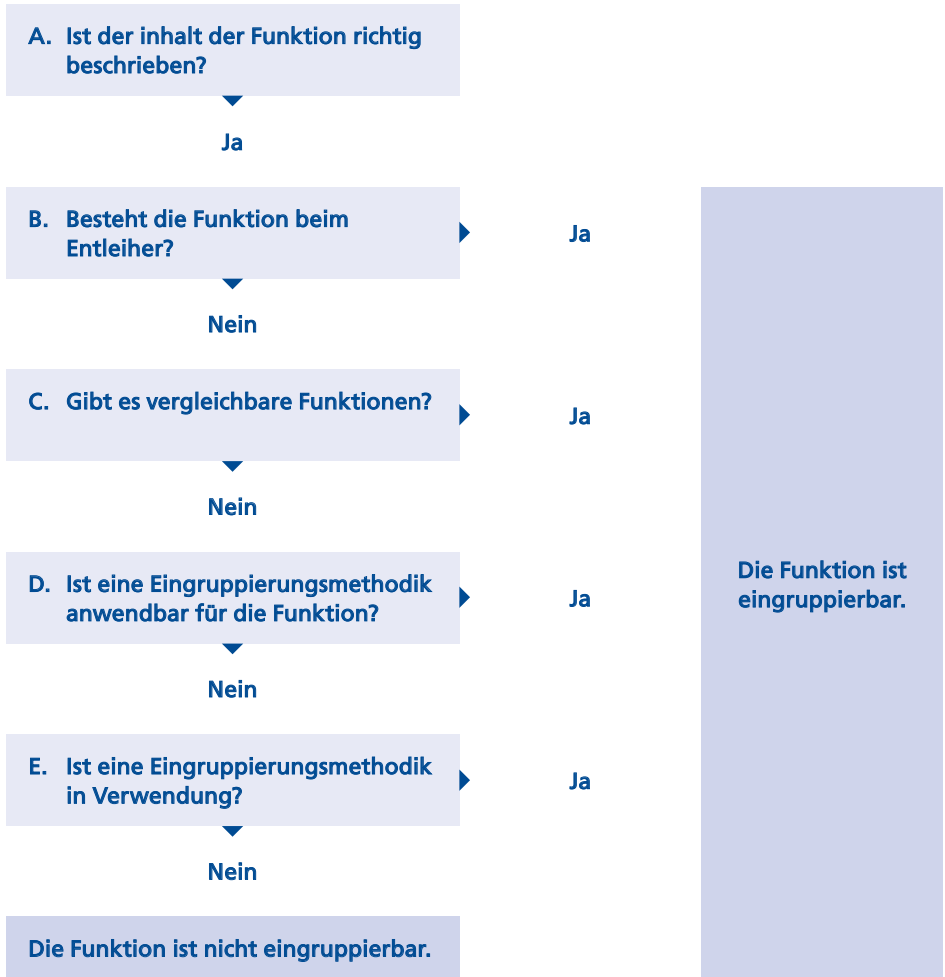 A. Ist der inhalt der Funktion richtig
beschrieben?
Ja
B. Besteht die Funktion beim
Entleiher?
Ja
Nein
C. Gibt es vergleichbare Funktionen?
Ja
Nein
D. Ist eine Eingruppierungsmethodik
anwendbar für die Funktion?
Ja
Nein
E. Ist eine Eingruppierungsmethodik
in Verwendung?
Ja
Nein
Die Funktion ist nicht eingruppierbar.
Die Funktion ist
eingruppierbar.